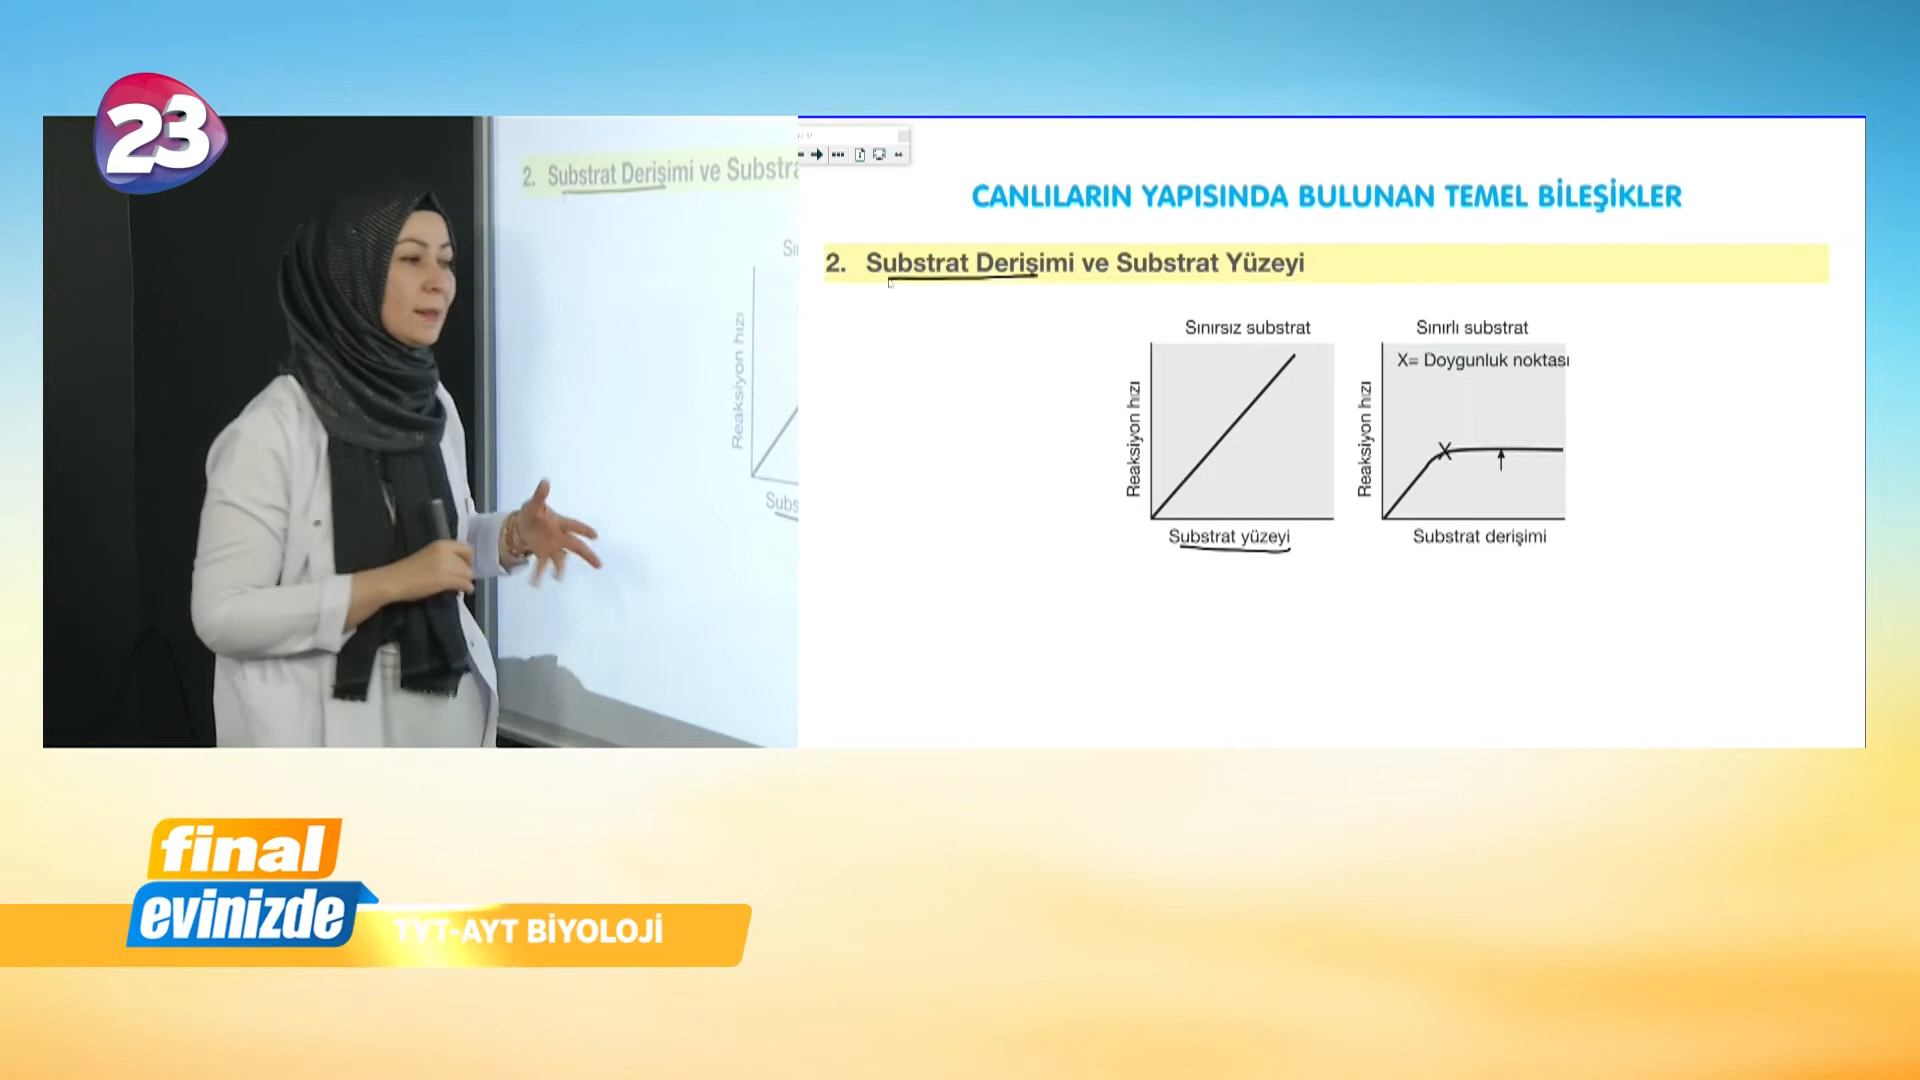 23
2. Substrat Derişimi ve Substra
Sı
Reaksiyon hızı
Subs
CANLILARIN YAPISINDA BULUNAN TEMEL BİLEŞİKLER
2. Substrat Derişimi ve Substrat Yüzeyi
Sınırsız substrat
Reaksiyon hızı
Substrat yüzeyi
Sınırlı substrat
X= Doygunluk noktası
X
Reaksiyon hızı
Substrat derişimi
final
evinizde
TYT-AYT BİYOLOJİ